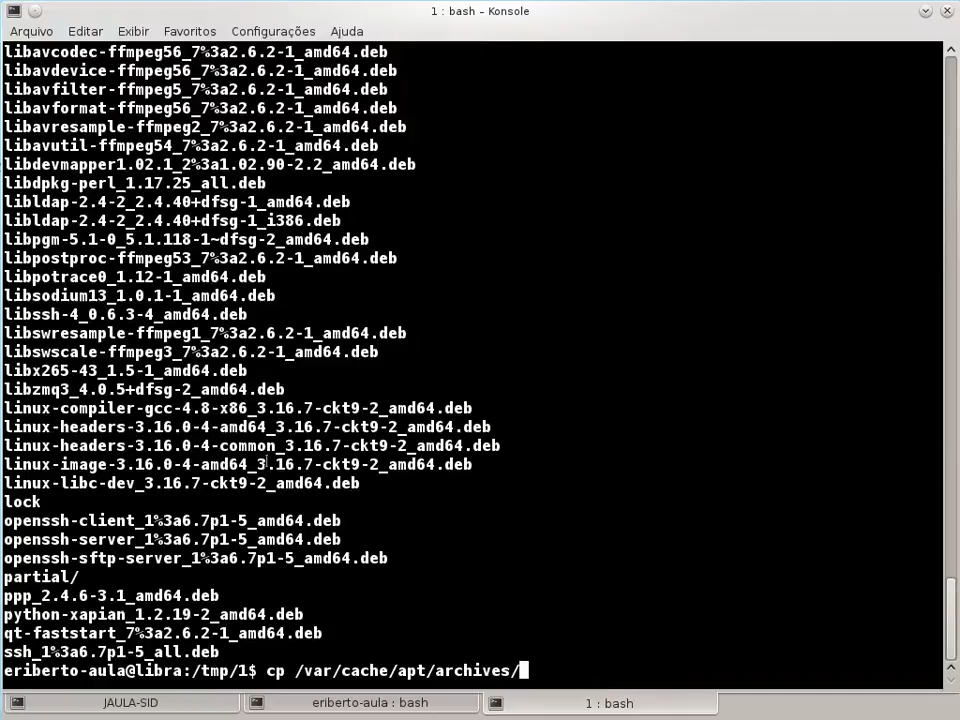 1 : bash – Konsole
Arquivo Editar Exibir Favoritos Configurações Ajuda
libavcodec-ffmpeg56_7%3a2.6.2-1_amd64.deb
libavdevice-ffmpeg56_7%3a2.6.2-1_amd64.deb
libavfilter-ffmpeg5_7%3a2.6.2-1_amd64.deb
libavformat-ffmpeg56_7%3a2.6.2-1_amd64.deb
libavresample-ffmpeg2_7%3a2.6.2-1_amd64.deb
libavutil-ffmpeg54_7%3a2.6.2-1_amd64.deb
libdevmapper1.02.1_2%3a1.02.90-2.2_amd64.deb
libdpkg-perl_1.17.25_all.deb
libldap-2.4-2_2.4.40+dfsg-1_amd64.deb
libldap-2.4-2_2.4.40+dfsg-1_i386.deb
libpgm-5.1-0_5.1.118-1~dfsg-2_amd64.deb
libpostproc-ffmpeg53_7%3a2.6.2-1_amd64.deb
libpotrace0_1.12-1_amd64.deb
libsodium13_1.0.1-1_amd64.deb
libssh-4_0.6.3-4_amd64.deb
libswresample-ffmpeg1_7%3a2.6.2-1_amd64.deb
libswscale-ffmpeg3_7%3a2.6.2-1_amd64.deb
libx265-43_1.5-1_amd64.deb
libzmq3_4.0.5+dfsg-2_amd64.deb
linux-compiler-gcc-4.8-x86_3.16.7-ckt9-2_amd64.deb
linux-headers-3.16.0-4-amd64_3.16.7-ckt9-2_amd64.deb
linux-headers-3.16.0-4-common_3.16.7-ckt9-2_amd64.deb
linux-image-3.16.0-4-amd64_3.16.7-ckt9-2_amd64.deb
linux-libc-dev_3.16.7-ckt9-2_amd64.deb
lock
openssh-client_1%3a6.7p1-5_amd64.deb
openssh-server_1%3a6.7p1-5_amd64.deb
openssh-sftp-server_1%3a6.7p1-5_amd64.deb
partial/
ppp_2.4.6-3.1_amd64.deb
python-xapian_1.2.19-2_amd64.deb
qt-faststart_7%3a2.6.2-1_amd64.deb
ssh_1%3a6.7p1-5_all.deb
eriberto-aula@libra:/tmp/1$ cp /var/cache/apt/archives/
JAULA-SID eriberto-aula : bash 1 : bash